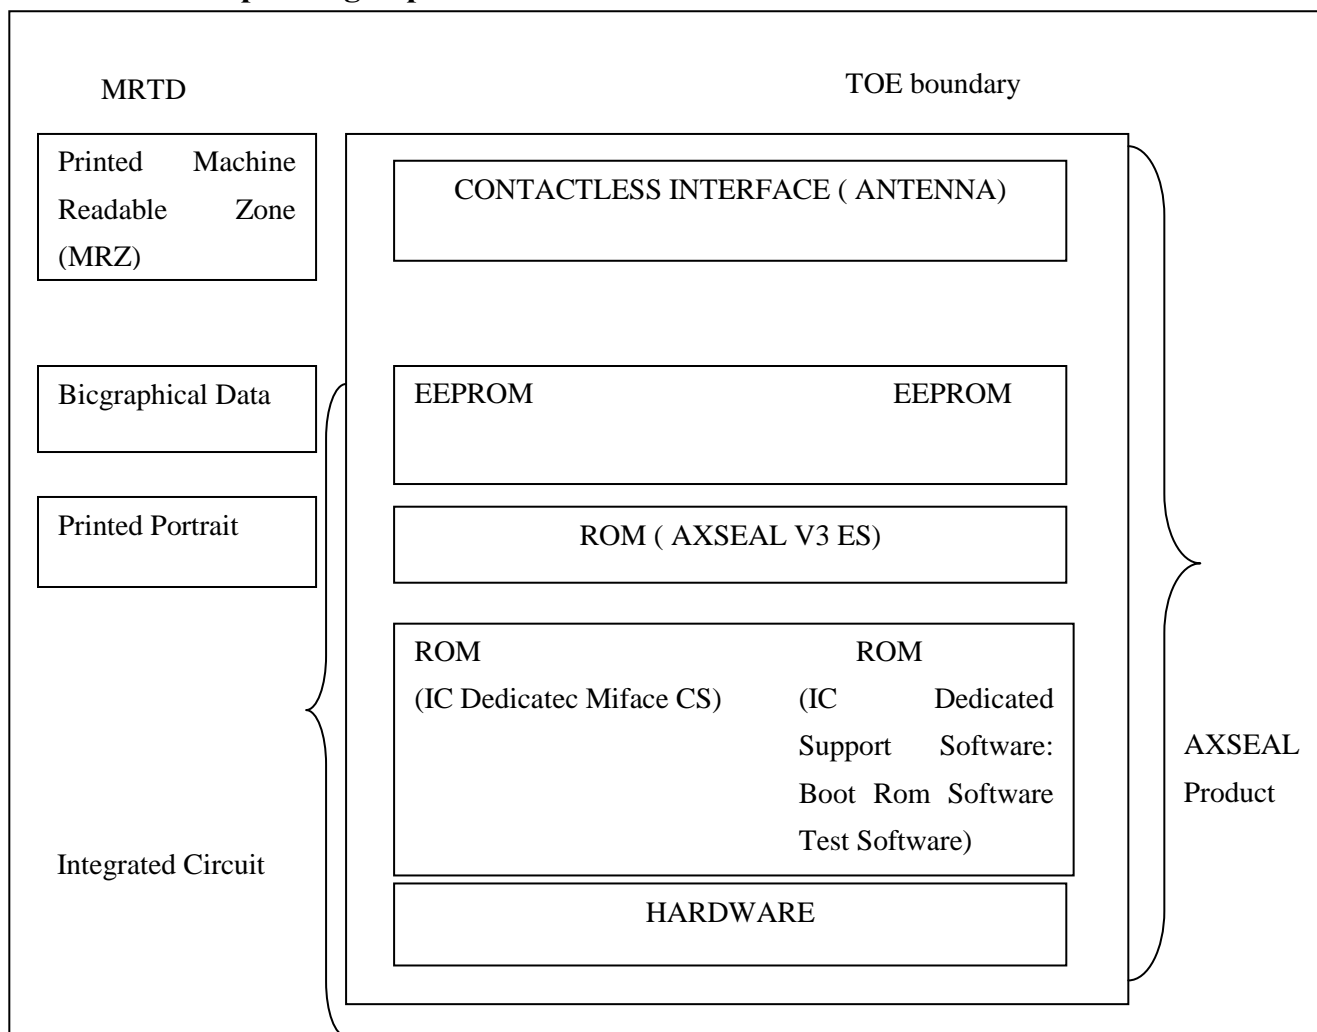 MRTD
TOE boundary
Printed Machine
Readable Zone
(MRZ)
CONTACTLESS INTERFACE ( ANTENNA)
Bicgraphical Data
EEPROM EEPROM
Printed Portrait
ROM ( AXSEAL V3 ES)
ROM ROM
(IC Dedicatec Miface CS) (IC Dedicated
Support Software:
Boot Rom Software
Test Software)
AXSEAL
Product
Integrated Circuit
HARDWARE